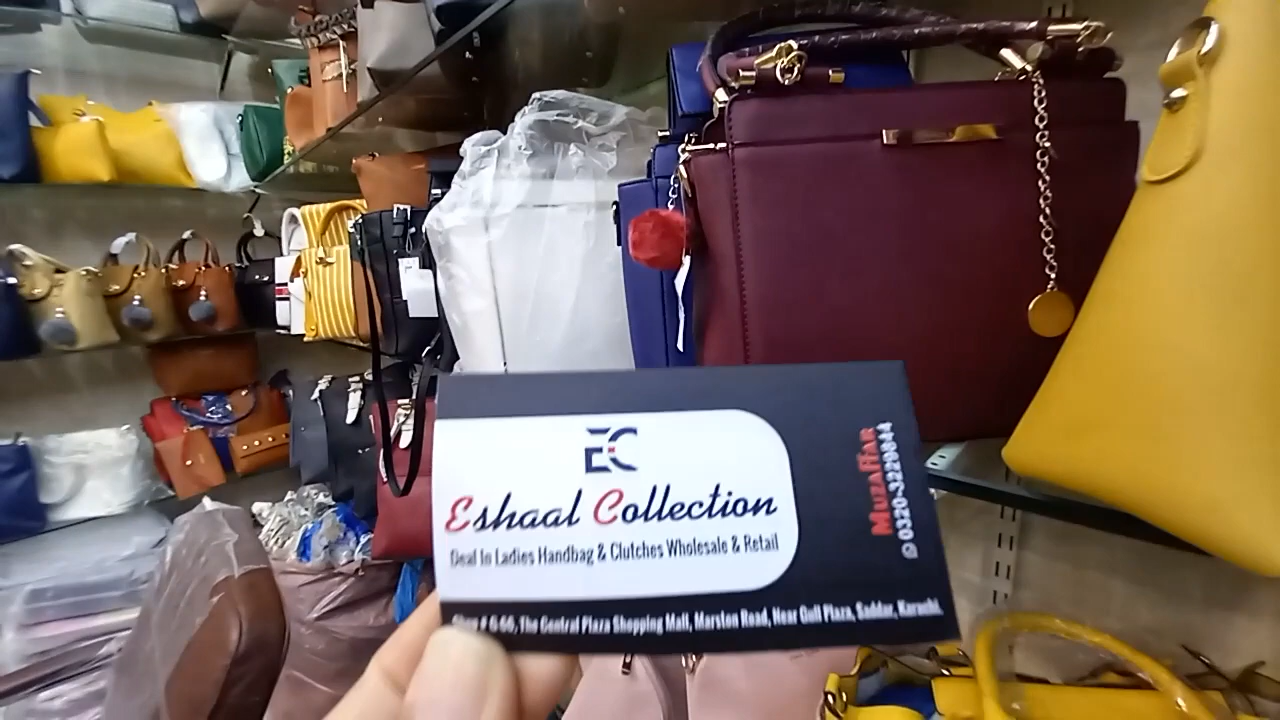 EC
Eshaal Collection
Deal In Ladies Handbag & Clutches Wholesale & Retail
Shop # G-66, The Central Plaza Shopping Mall, Marston Road, Near Gull Plaza, Saddar, Karachi.
Muzaffar
0320-3229844